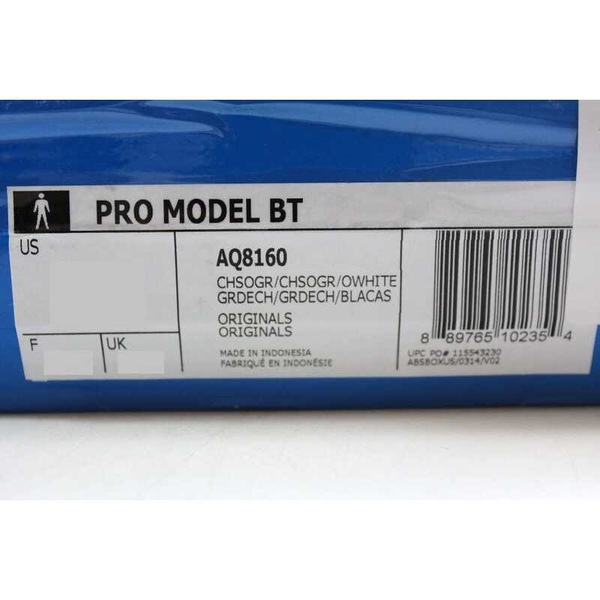 PRO MODEL BT
US
F
UK
AQ8160
CHSOGR/CHSOGR/OWHITE
GRDECH/GRDECH/BLACAS
ORIGINALS
ORIGINALS
MADE IN INDONESIA
FABRIQUÉ EN INDONÉSIE
8 89765 10235 4
UPC PO# 115543230
ABSBOXUS/0314/V02